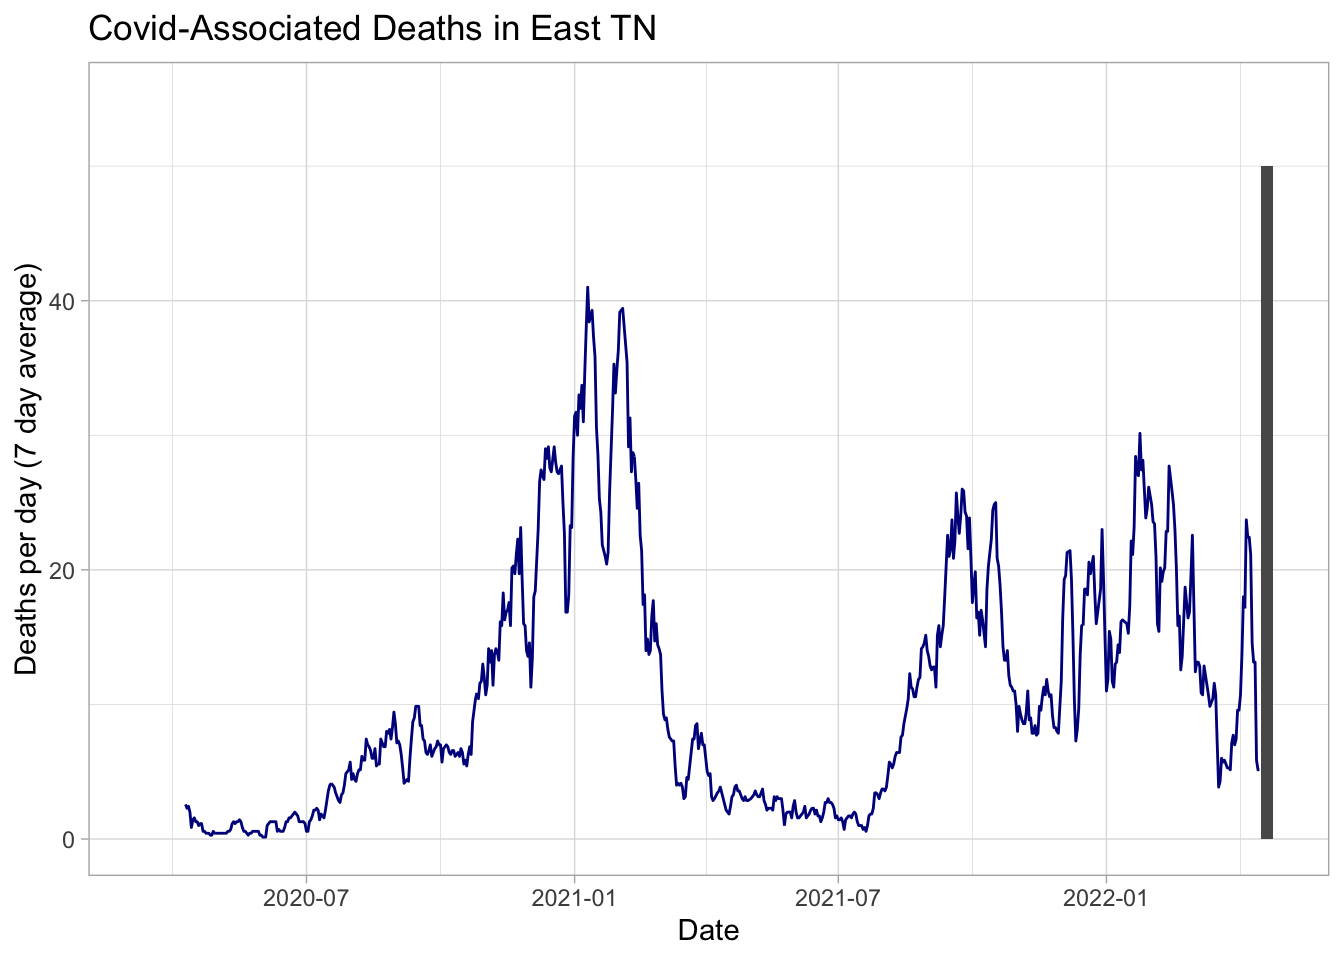 Covid-Associated Deaths in East TN
Deaths per day (7 day average)
40
20
0
2020-07
2021-01
2021-07
2022-01
Date